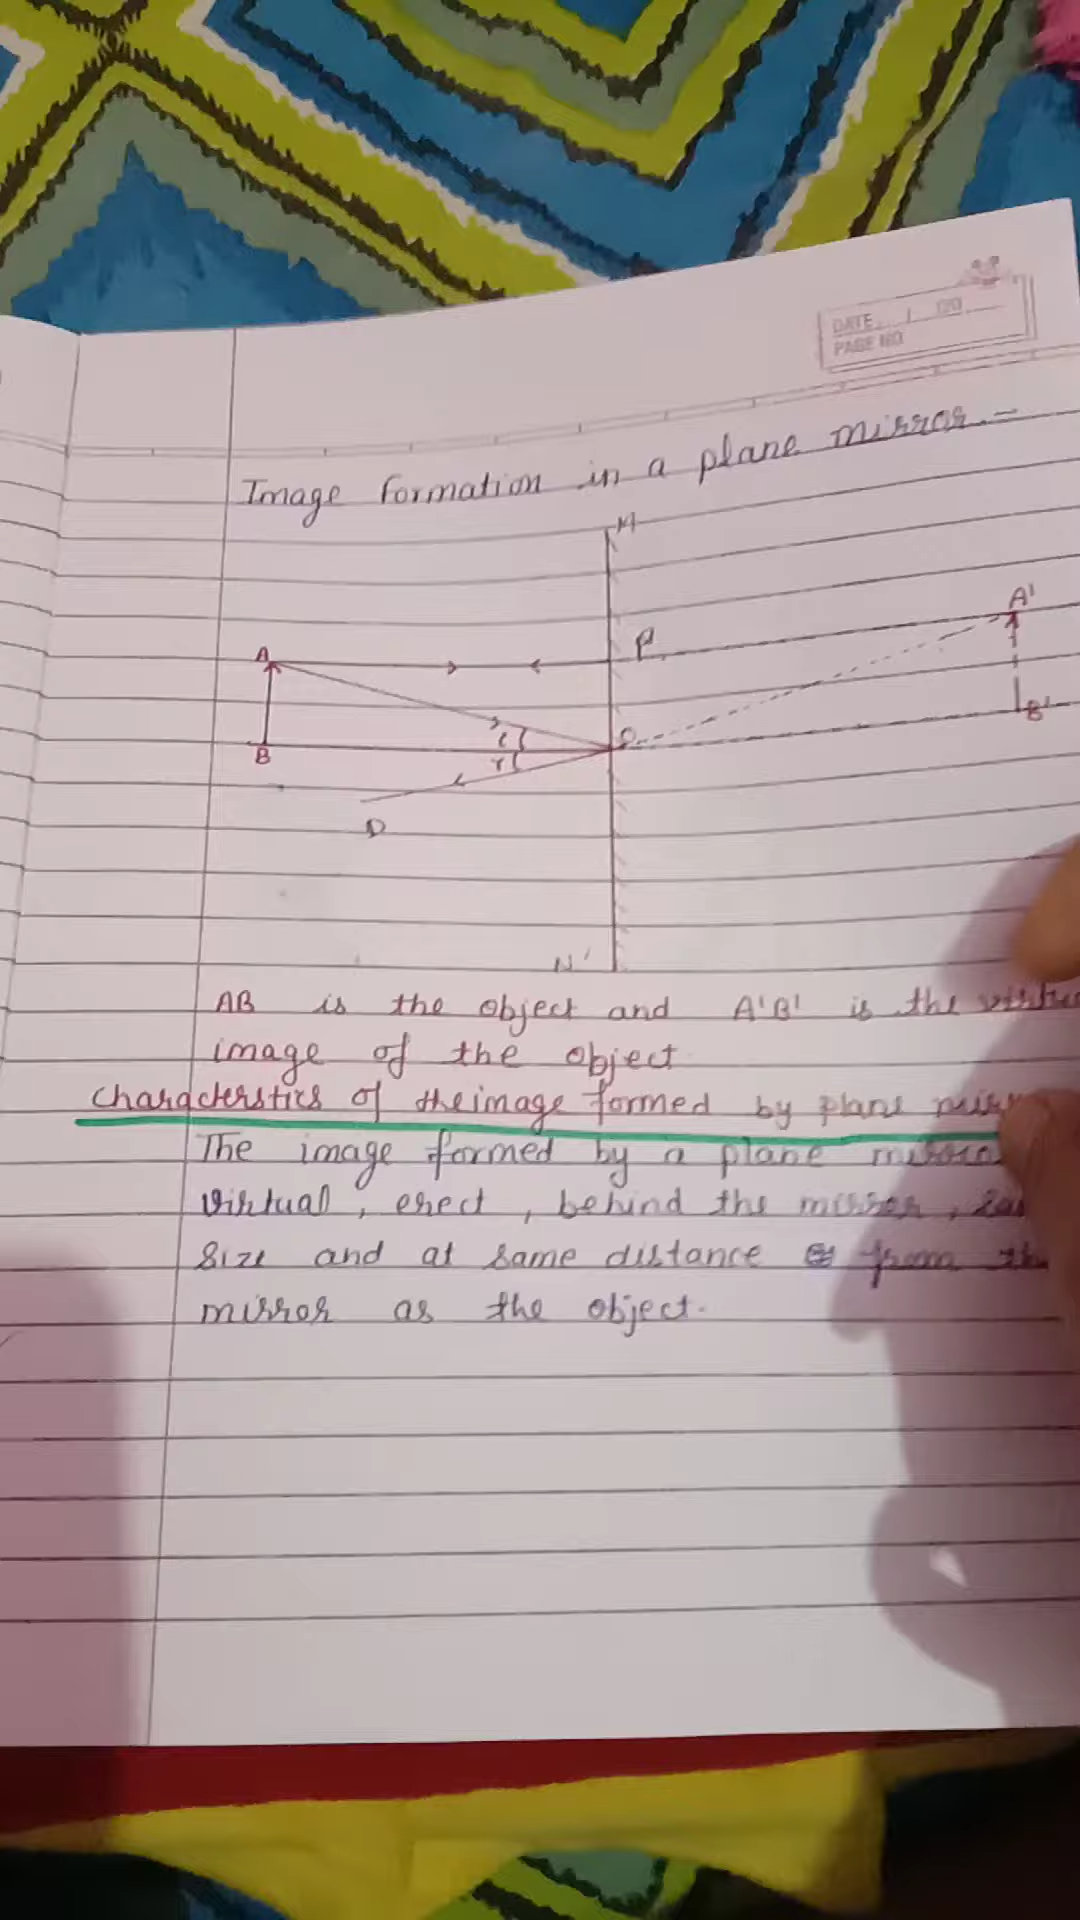 DATE
PAGE NO
Image formation in a plane mirror -
M
A'
P
A
O
B'
i
B
r
D
N'
AB is the object and A'B' is the
image of the object
characterstics of the image formed by plane
The image formed by a plane
virtual, erect, behind the mirror,
size and at same distance from
mirror as the object.